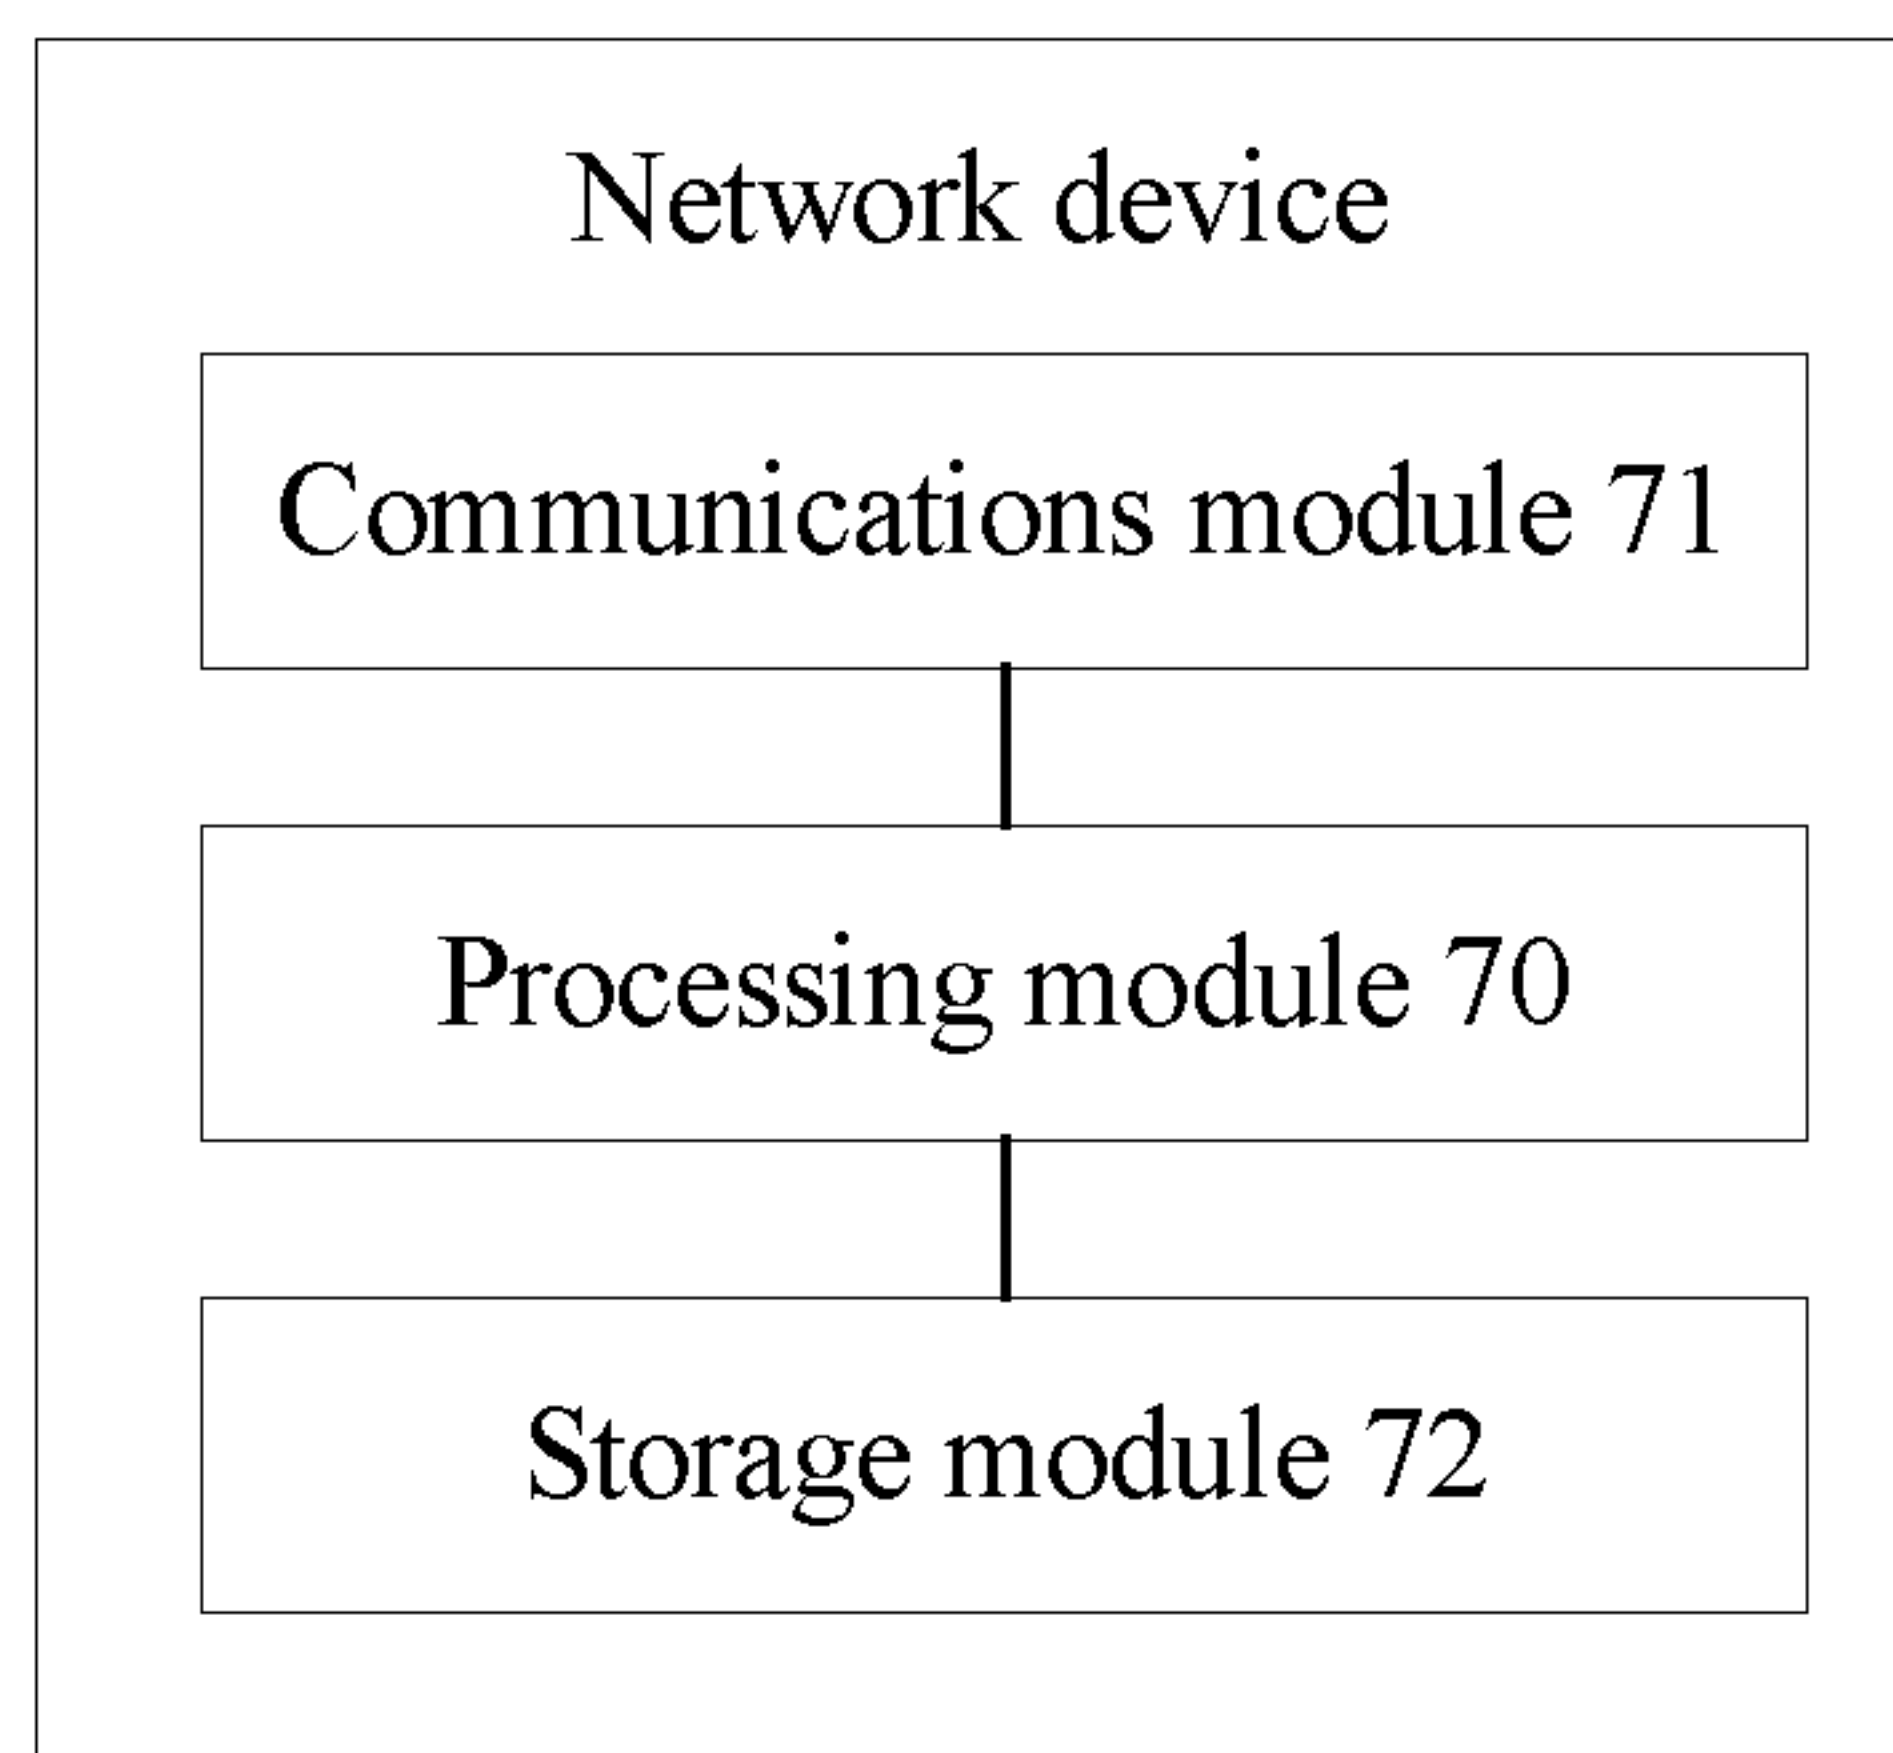 Network device
Communications module 71
Processing module 70
Storage module 72